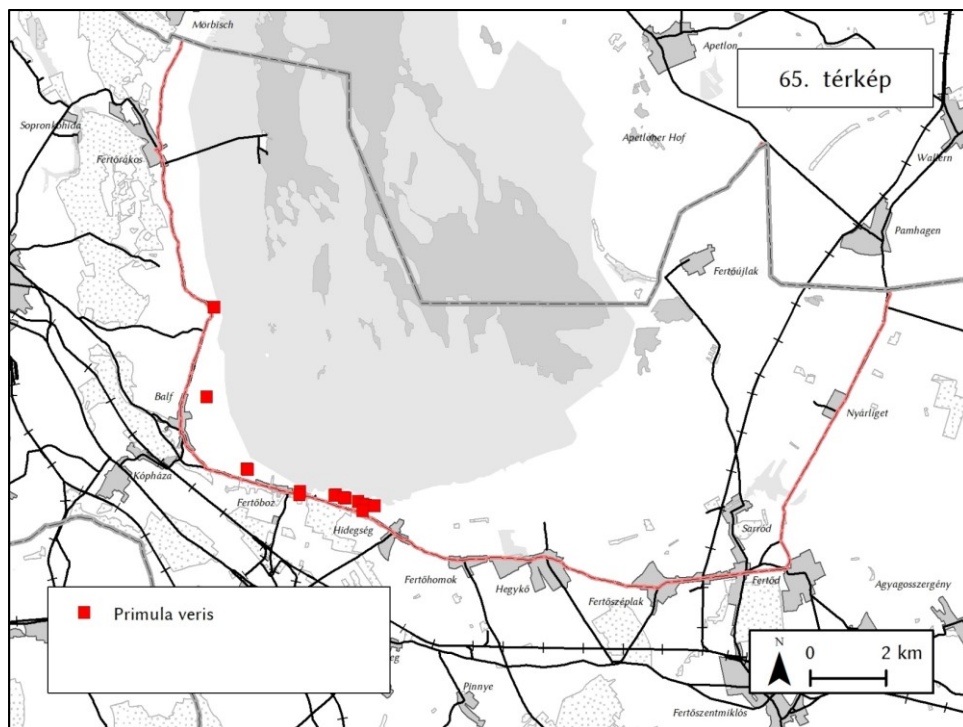 Mörbisch
Apetlon
65. térkép
Sopronkőhida
Apetloner Hof
Fertőrákos
Wallern
Pamhagen
Fertőújlak
Balf
Nyárliget
Kópháza
Fertőboz
Hidegség
Sarród
Fertőhomok
Hegykő
Fertőszéplak
Fertőd
Agyagosszergény
Primula veris
N
0 2 km
eg
Pinnye
Fertőszentmiklós